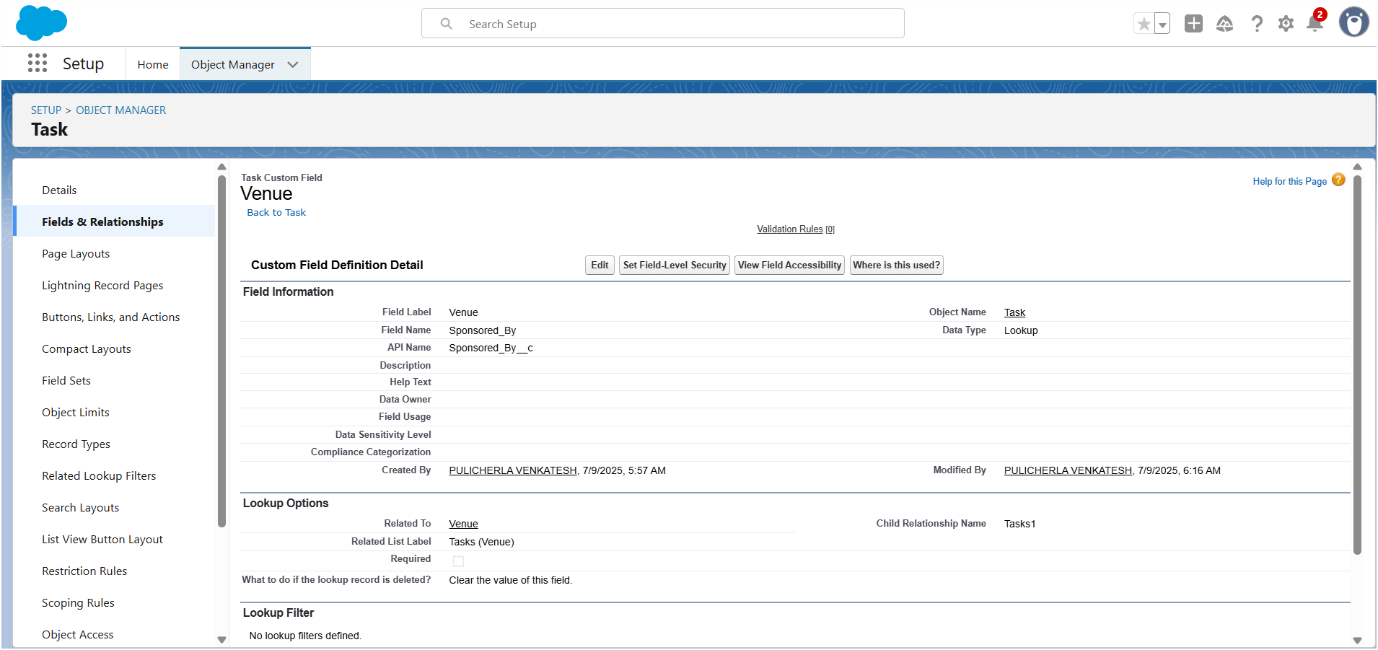 Search Setup
2
Setup
Home
Object Manager
SETUP > OBJECT MANAGER
Task
Details
Fields & Relationships
Page Layouts
Lightning Record Pages
Buttons, Links, and Actions
Compact Layouts
Field Sets
Object Limits
Record Types
Related Lookup Filters
Search Layouts
List View Button Layout
Restriction Rules
Scoping Rules
Object Access
Task Custom Field
Venue
Back to Task
Help for this Page ?
Validation Rules [0]
Custom Field Definition Detail Edit Set Field-Level Security View Field Accessibility Where is this used?
Field Information
Field Label Venue Object Name Task
Field Name Sponsored_By Data Type Lookup
API Name Sponsored_By__c
Description
Help Text
Data Owner
Field Usage
Data Sensitivity Level
Compliance Categorization
Created By PULICHERLA VENKATESH, 7/9/2025, 5:57 AM Modified By PULICHERLA VENKATESH, 7/9/2025, 6:16 AM
Lookup Options
Related To Venue Child Relationship Name Tasks1
Related List Label Tasks (Venue)
Required
What to do if the lookup record is deleted? Clear the value of this field.
Lookup Filter
No lookup filters defined.